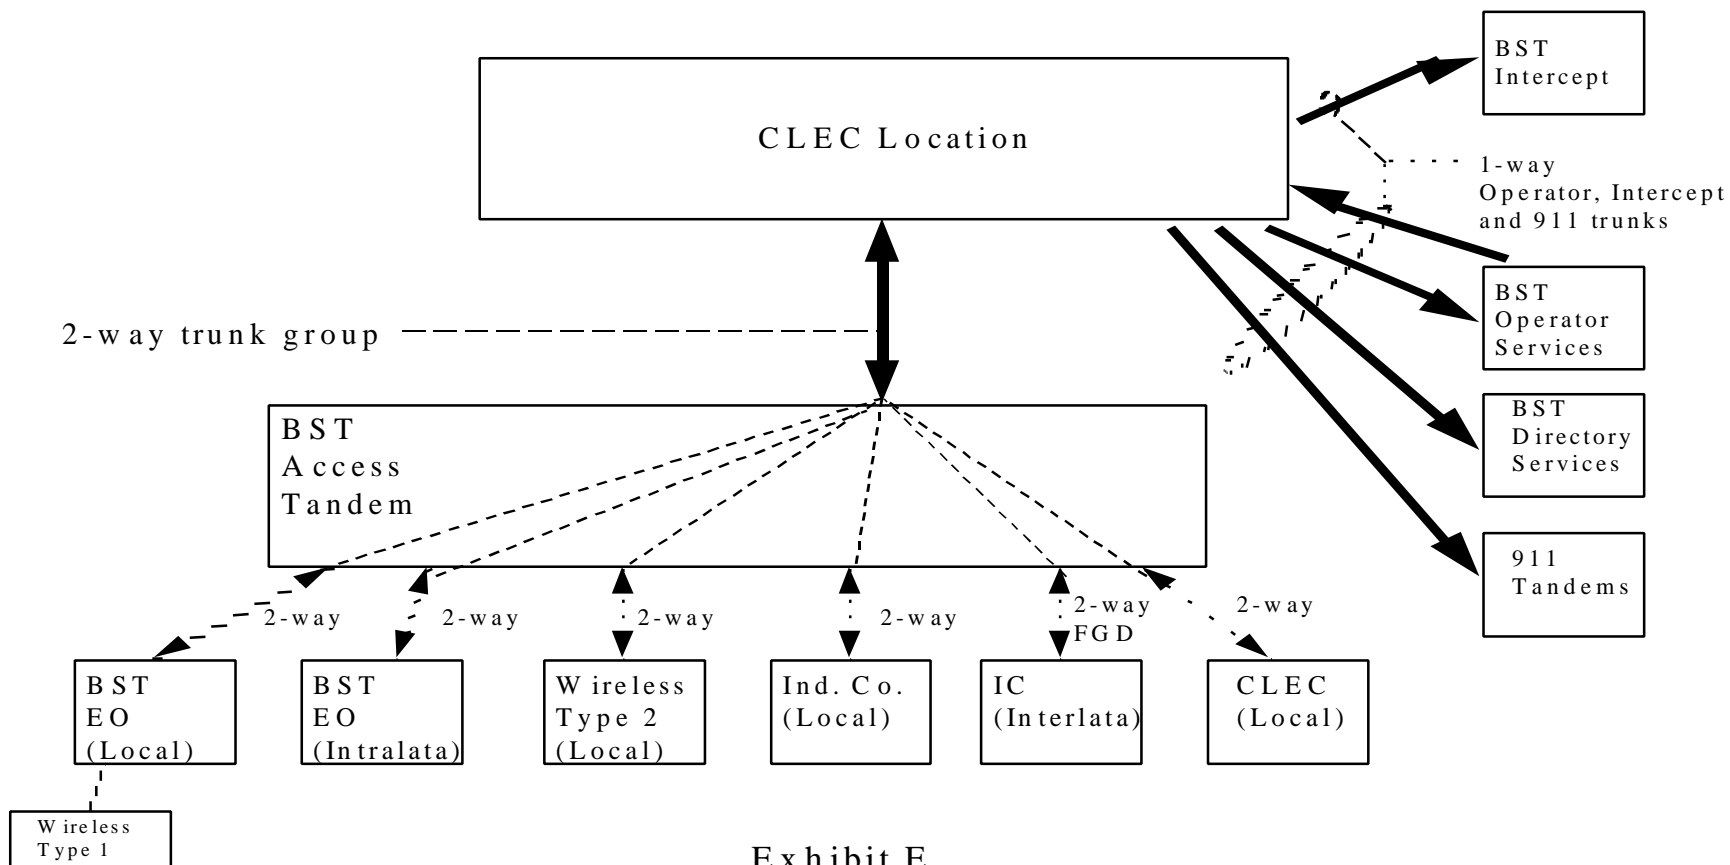 BST
Intercept
CLEC Location
1-way
Operator, Intercept
and 911 trunks
BST
Operator
Services
2-way trunk group
BST
Access
Tandem
BST
Directory
Services
911
Tandems
2-way
2-way
2-way
2-way
2-way
FGD
2-way
BST
EO
(Local)
BST
EO
(Intralata)
Wireless
Type 2
(Local)
Ind. Co.
(Local)
IC
(Interlata)
CLEC
(Local)
Wireless
Type 1
Exhibit E